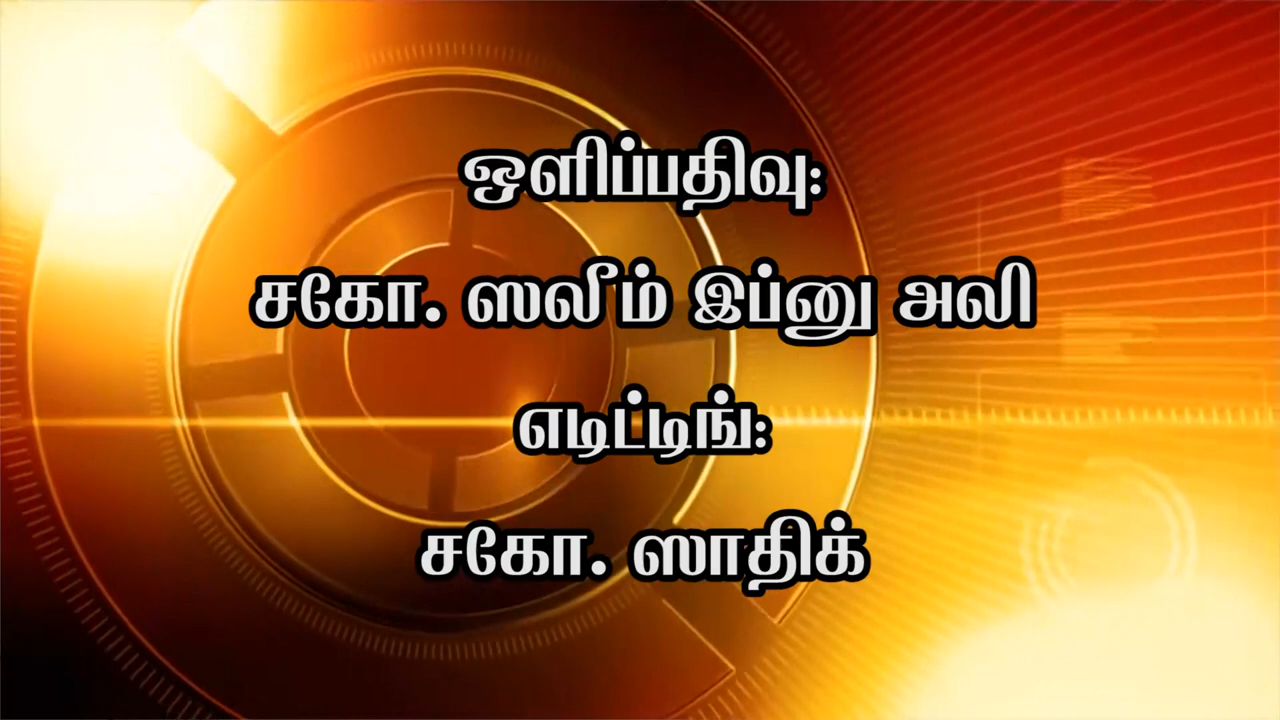 ஒளிப்பதிவு:
சகோ. ஸலீம் இப்னு அலி
எடிட்டிங்:
சகோ. ஸாதிக்